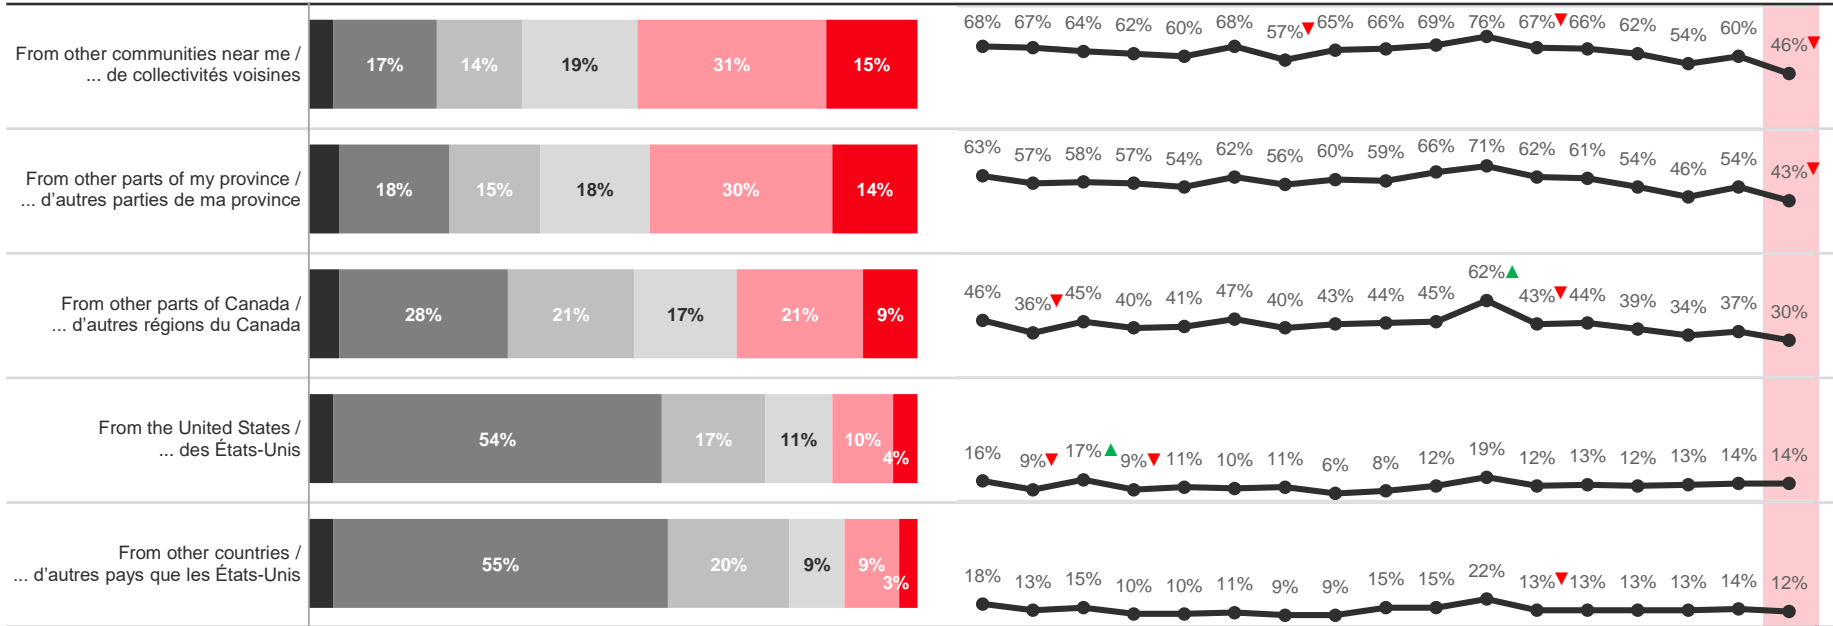 From other communities near me /
... de collectivités voisines
17% 14% 19% 31% 15%
68% 67% 64% 62% 60% 68% 57%▼ 65% 66% 69% 76% 67%▼ 66% 62% 54% 60% 46%▼
From other parts of my province /
... d'autres parties de ma province
18% 15% 18% 30% 14%
63% 57% 58% 57% 54% 62% 56% 60% 59% 66% 71% 62% 61% 54% 46% 54% 43%▼
From other parts of Canada /
... d'autres régions du Canada
28% 21% 17% 21% 9%
46% 36%▼ 45% 40% 41% 47% 40% 43% 44% 45% 62%▲ 43%▼ 44% 39% 34% 37% 30%
From the United States /
... des États-Unis
54% 17% 11% 10% 4%
16% 9%▼ 17%▲ 9%▼ 11% 10% 11% 6% 8% 12% 19% 12% 13% 12% 13% 14% 14%
From other countries /
... d'autres pays que les États-Unis
55% 20% 9% 9% 3%
18% 13% 15% 10% 10% 11% 9% 9% 15% 15% 22% 13%▼ 13% 13% 13% 14% 12%